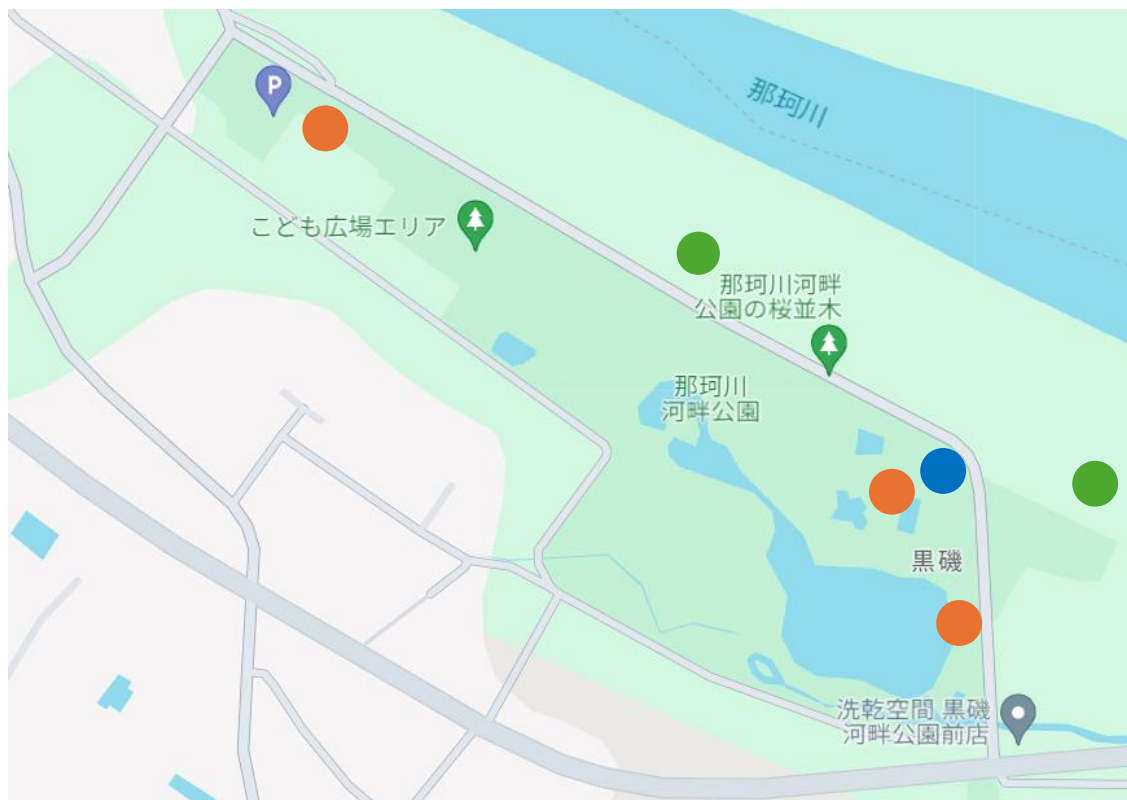 那珂川
P
こども広場エリア
那珂川河畔
公園の桜並木
那珂川
河畔公園
黒磯
洗乾空間 黒磯
河畔公園前店